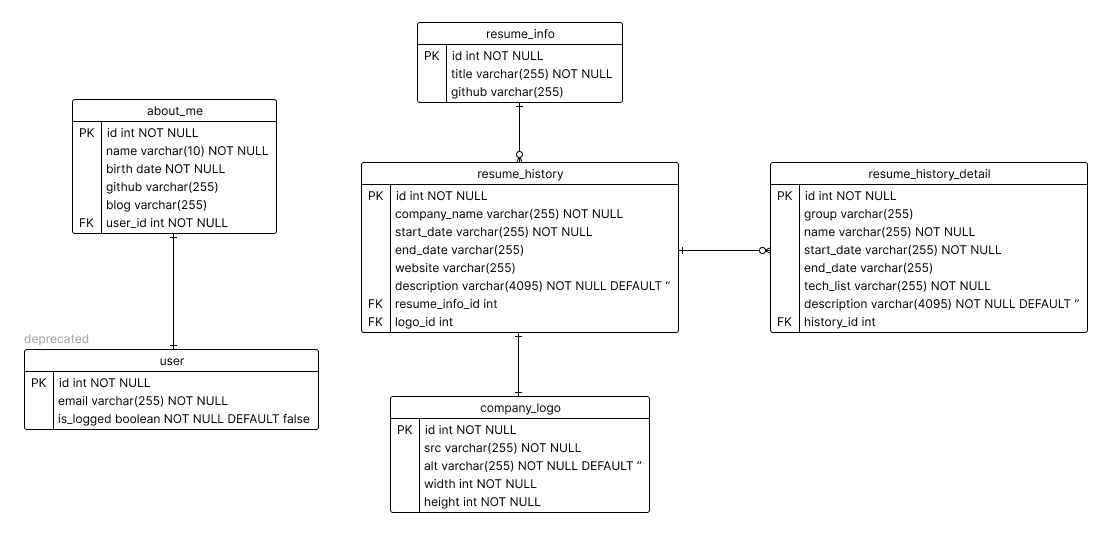 resume_info
PK id int NOT NULL
title varchar(255) NOT NULL
github varchar(255)
about_me
PK id int NOT NULL
name varchar(10) NOT NULL
birth date NOT NULL
github varchar(255)
blog varchar(255)
FK user_id int NOT NULL
resume_history
PK id int NOT NULL
company_name varchar(255) NOT NULL
start_date varchar(255) NOT NULL
end_date varchar(255)
website varchar(255)
description varchar(4095) NOT NULL DEFAULT ‘’
FK resume_info_id int
FK logo_id int
resume_history_detail
PK id int NOT NULL
group varchar(255)
name varchar(255) NOT NULL
start_date varchar(255) NOT NULL
end_date varchar(255)
tech_list varchar(255) NOT NULL
description varchar(4095) NOT NULL DEFAULT ‘’
FK history_id int
deprecated
user
PK id int NOT NULL
email varchar(255) NOT NULL
is_logged boolean NOT NULL DEFAULT false
company_logo
PK id int NOT NULL
src varchar(255) NOT NULL
alt varchar(255) NOT NULL DEFAULT ‘’
width int NOT NULL
height int NOT NULL